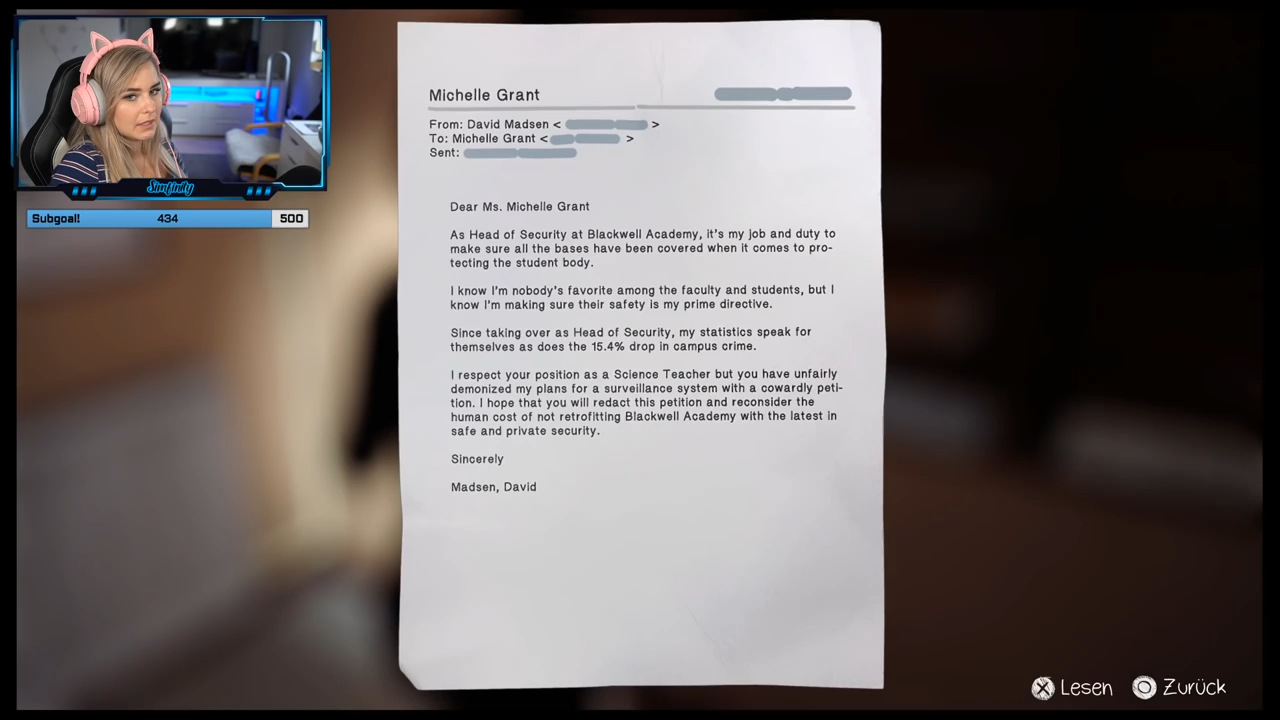 Simfinity
Subgoal! 434 500
Michelle Grant
From: David Madsen < >
To: Michelle Grant < >
Sent:
Dear Ms. Michelle Grant
As Head of Security at Blackwell Academy, it's my job and duty to
make sure all the bases have been covered when it comes to pro-
tecting the student body.
I know I'm nobody's favorite among the faculty and students, but I
know I'm making sure their safety is my prime directive.
Since taking over as Head of Security, my statistics speak for
themselves as does the 15.4% drop in campus crime.
I respect your position as a Science Teacher but you have unfairly
demonized my plans for a surveillance system with a cowardly peti-
tion. I hope that you will redact this petition and reconsider the
human cost of not retrofitting Blackwell Academy with the latest in
safe and private security.
Sincerely
Madsen, David
Lesen Zurück